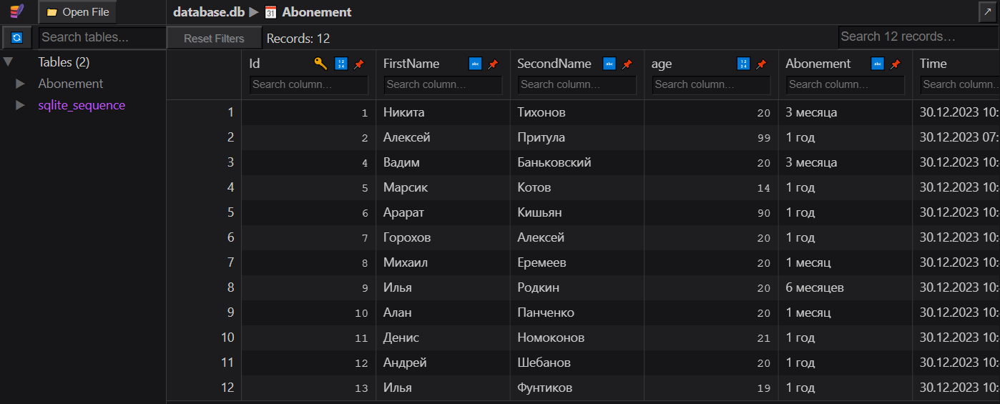 Open File database.db Abonement
Search tables... Reset Filters Records: 12 Search 12 records...
Tables (2)
Abonement
sqlite_sequence
Id FirstName SecondName age Abonement Time
Search column... Search column... Search column... Search column... Search column... Search colum
1 1 Никита Тихонов 20 3 месяца 30.12.2023 10:
2 2 Алексей Притула 99 1 год 30.12.2023 07:
3 4 Вадим Баньковский 20 3 месяца 30.12.2023 10:
4 5 Марсик Котов 14 1 год 30.12.2023 10:
5 6 Арарат Кишьян 90 1 год 30.12.2023 10:
6 7 Горохов Алексей 20 1 год 30.12.2023 10:
7 8 Михаил Еремеев 20 1 месяц 30.12.2023 10:
8 9 Илья Родкин 20 6 месяцев 30.12.2023 10:
9 10 Алан Панченко 20 1 месяц 30.12.2023 10:
10 11 Денис Номоконов 21 1 год 30.12.2023 10:
11 12 Андрей Шебанов 20 1 год 30.12.2023 10:
12 13 Илья Фунтиков 19 1 год 30.12.2023 10: